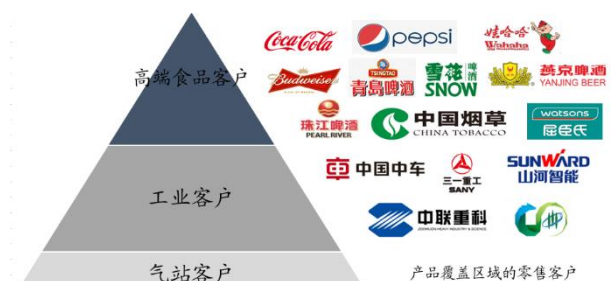 Coca-Cola
pepsi
娃哈哈
Wahaha
高端食品客户
Budweiser
TSINGTAO
青岛啤酒
雪花啤酒
SNOW
燕京啤酒
YANJING BEER
珠江啤酒
PEARL RIVER
中国烟草
CHINA TOBACCO
watsons
屈臣氏
工业客户
中国中车
三一重工
SANY
SUNWARD
山河智能
中联重科
ZOOMLION HEAVY INDUSTRY & SCIENCE
气站客户
产品覆盖区域的零售客户